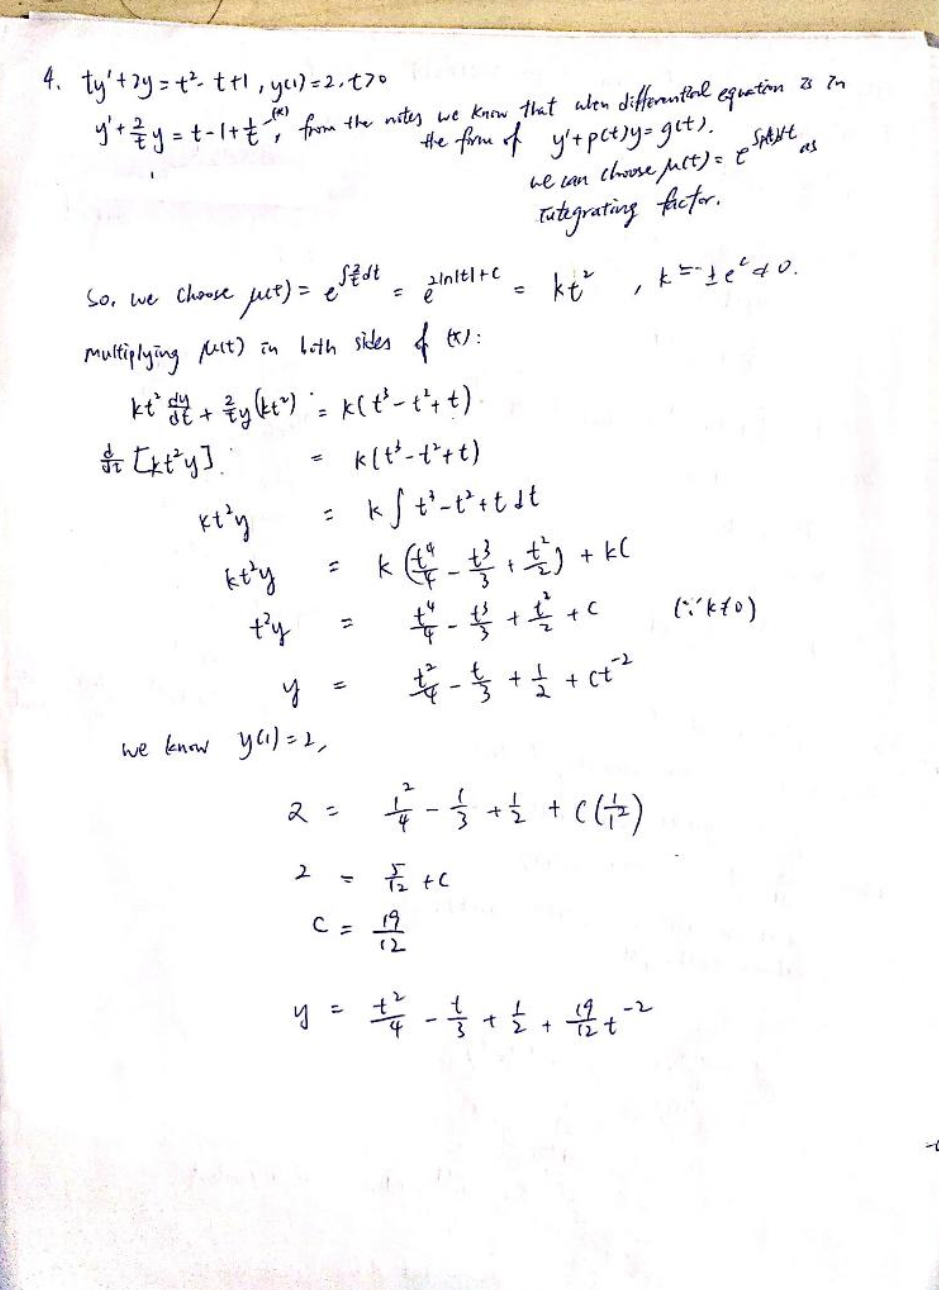 4. ty' + 2y = t² - t + 1, y(1) = 2, t > 0
y' + 2/t y = t - 1 + 1/t (*), from the notes we know that when differential equation is in
the form of y' + p(t)y = g(t).
we can choose μ(t) = e^{∫p(t)dt} as
integrating factor.
So, we choose μ(t) = e^{∫2/t dt} = e^{2ln|t|+C} = kt², k = ±e^c ≠ 0.
Multiplying μ(t) in both sides of (*):
kt² dy/dt + 2/t y(kt²) = k(t³ - t² + t)
d/dt [kt²y] = k(t³ - t² + t)
kt²y = k ∫ t³ - t² + t dt
kt²y = k (t⁴/4 - t³/3 + t²/2) + kC
t²y = t⁴/4 - t³/3 + t²/2 + C (∵ k ≠ 0)
y = t²/4 - t/3 + 1/2 + Ct⁻²
we know y(1) = 2,
2 = 1²/4 - 1/3 + 1/2 + C(1/1²)
2 = 5/12 + C
C = 19/12
y = t²/4 - t/3 + 1/2 + 19/12 t⁻²